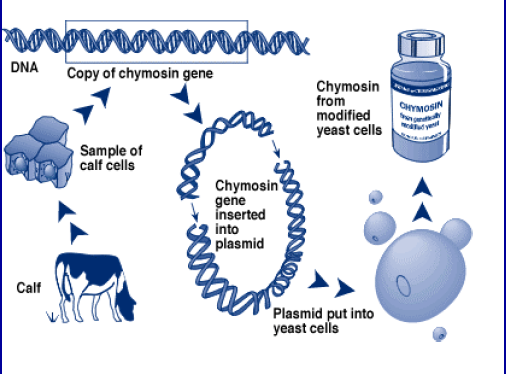 DNA
Copy of chymosin gene
Sample of
calf cells
Calf
Chymosin
gene
inserted
into
plasmid
Plasmid put into
yeast cells
Chymosin
from
modified
yeast cells
CHYMOSIN
from genetically
modified yeast